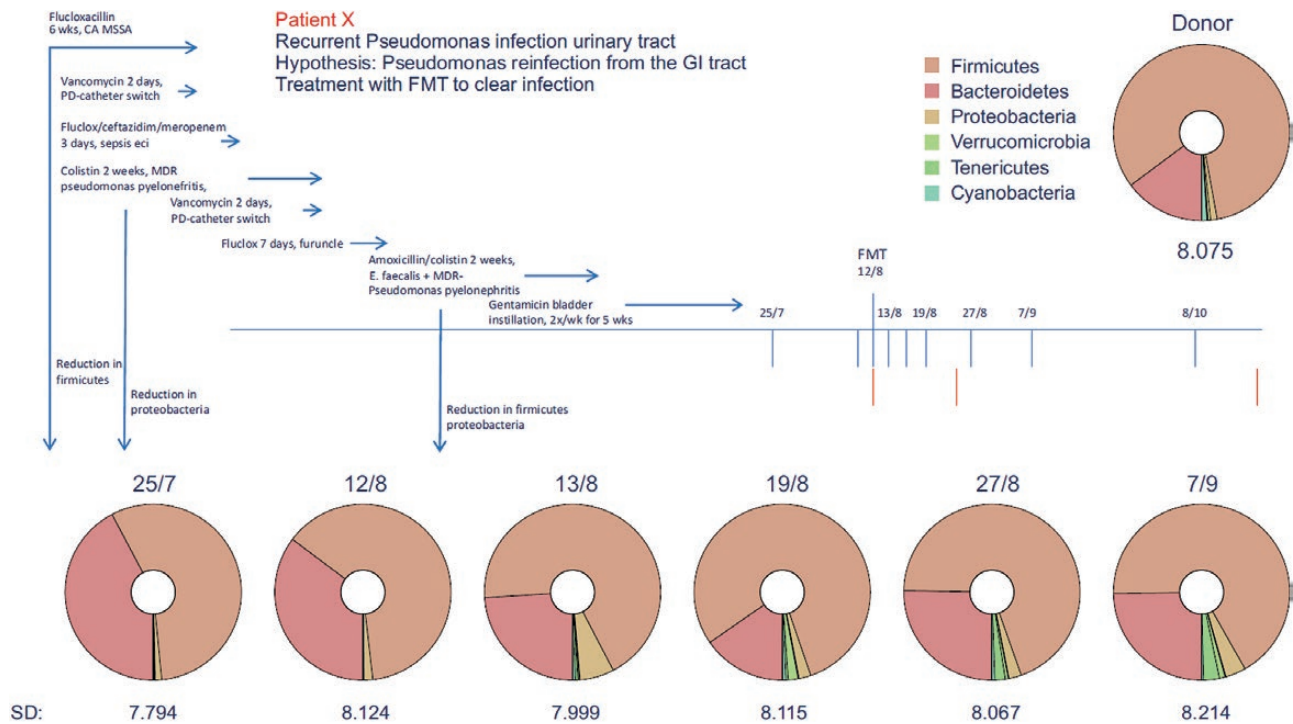 Flucloxacillin
6 wks, CA MSSA
Patient X
Recurrent Pseudomonas infection urinary tract
Hypothesis: Pseudomonas reinfection from the GI tract
Treatment with FMT to clear infection
Vancomycin 2 days,
PD-catheter switch
Fluclox/ceftazidim/meropenem
3 days, sepsis eci
Colistin 2 weeks, MDR
pseudomonas pyelonefritis,
Vancomycin 2 days,
PD-catheter switch
Fluclox 7 days, furuncle
Amoxicillin/colistin 2 weeks,
E. faecalis + MDR-
Pseudomonas pyelonephritis
Gentamicin bladder
instillation, 2x/wk for 5 wks
Firmicutes
Bacteroidetes
Proteobacteria
Verrucomicrobia
Tenericutes
Cyanobacteria
Donor
8.075
FMT
12/8
25/7
13/8
19/8
27/8
7/9
8/10
Reduction in
firmicutes
Reduction in
proteobacteria
Reduction in firmicutes
proteobacteria
25/7
12/8
13/8
19/8
27/8
7/9
SD:
7.794
8.124
7.999
8.115
8.067
8.214